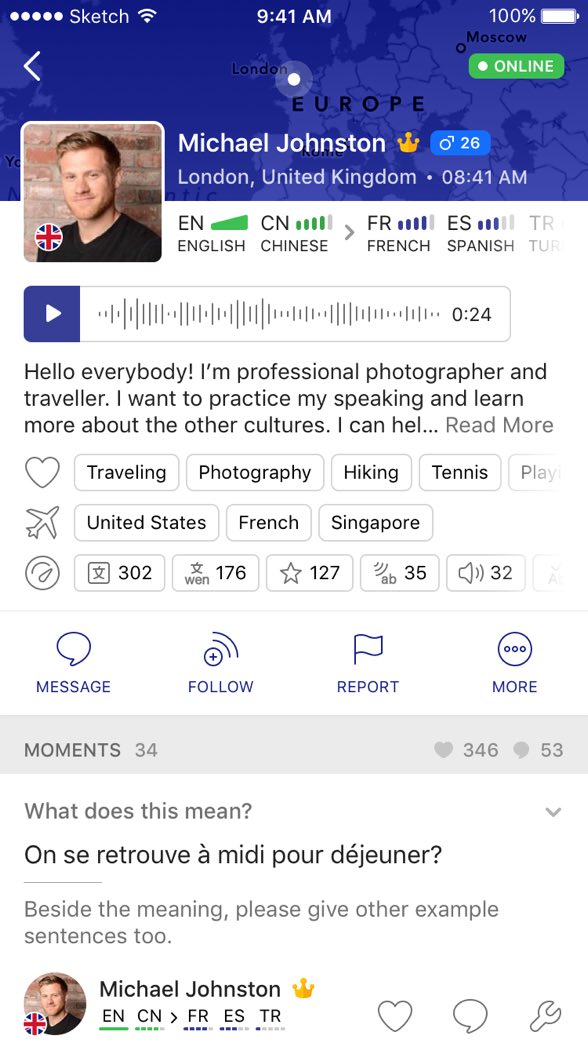 Sketch 9:41 AM 100%
Moscow
London
ONLINE
EUROPE
Michael Johnston 26
Rome
London, United Kingdom • 08:41 AM
EN CN > FR ES TR
ENGLISH CHINESE FRENCH SPANISH TUR
0:24
Hello everybody! I’m professional photographer and
traveller. I want to practice my speaking and learn
more about the other cultures. I can hel... Read More
Traveling Photography Hiking Tennis Playi
United States French Singapore
文 302 文 wen 176 127 ab 35 32
MESSAGE FOLLOW REPORT MORE
MOMENTS 34 346 53
What does this mean?
On se retrouve à midi pour déjeuner?
Beside the meaning, please give other example
sentences too.
Michael Johnston
EN CN > FR ES TR